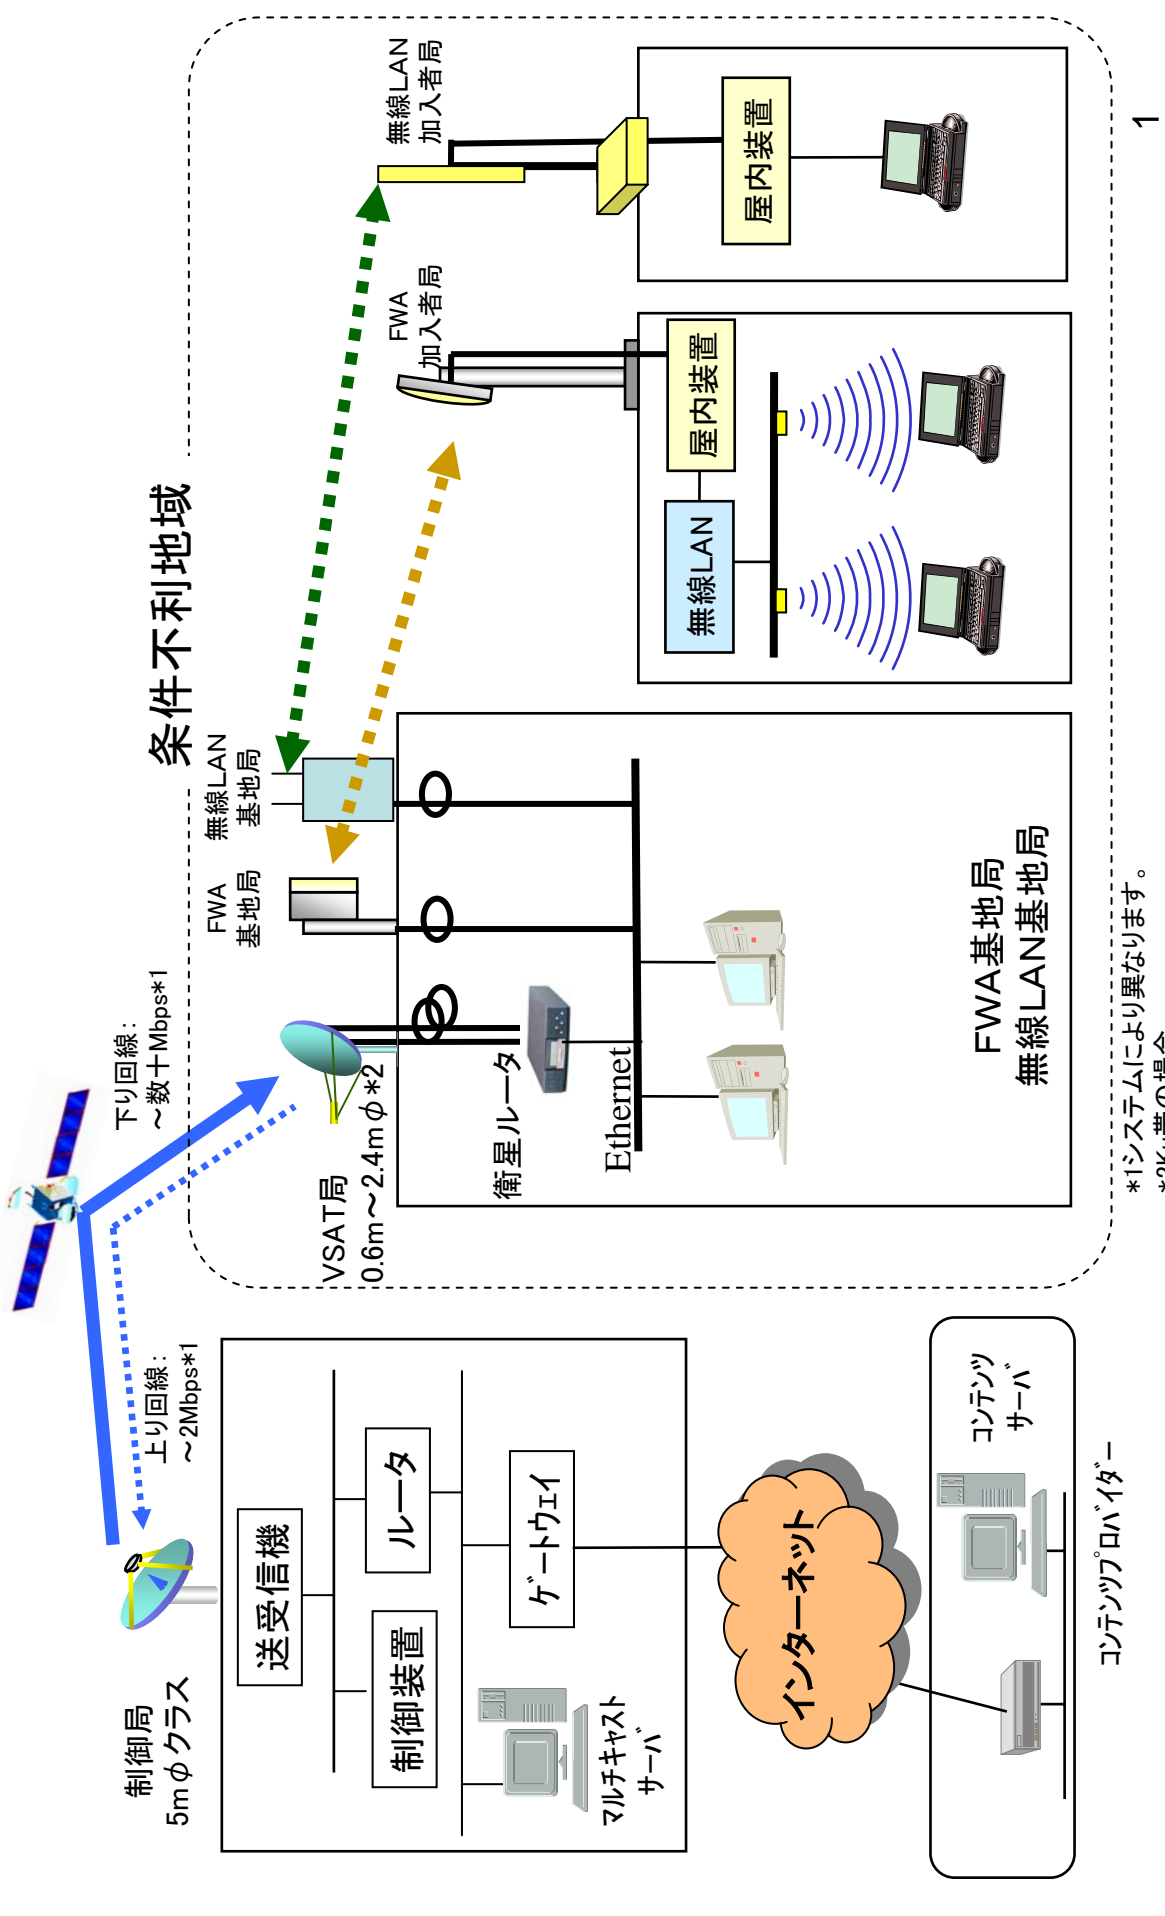 条件不利地域
下り回線:
～数十Mbps*1
上り回線:
～2Mbps*1
制御局
5mφクラス
送受信機
ルータ
制御装置
ゲートウェイ
マルチキャスト
サーバ
インターネット
コンテンツ
サーバ
コンテンツプロバイダー
VSAT局
0.6m～2.4mφ*2
衛星ルータ
Ethernet
FWA
基地局
無線LAN
基地局
FWA基地局
無線LAN基地局
FWA
加入者局
屋内装置
無線LAN
無線LAN
加入者局
屋内装置
*1システムにより異なります。
1